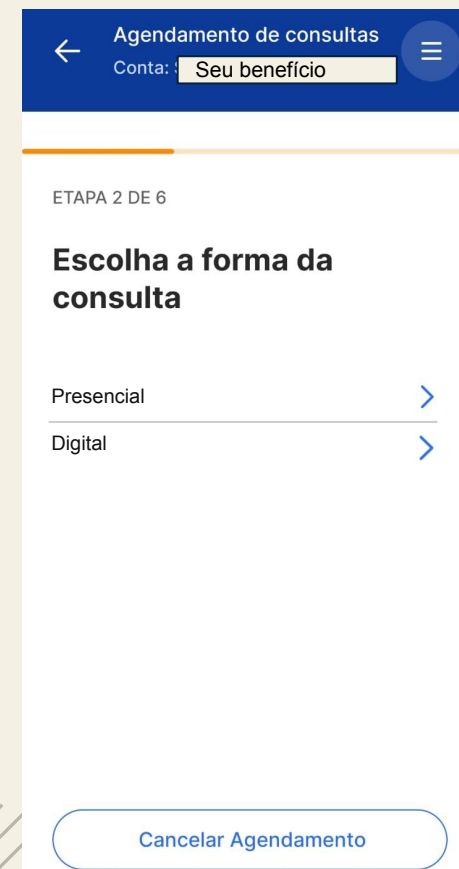 Agendamento de consultas
Conta: Seu benefício
ETAPA 2 DE 6
Escolha a forma da
consulta
Presencial
Digital
Cancelar Agendamento